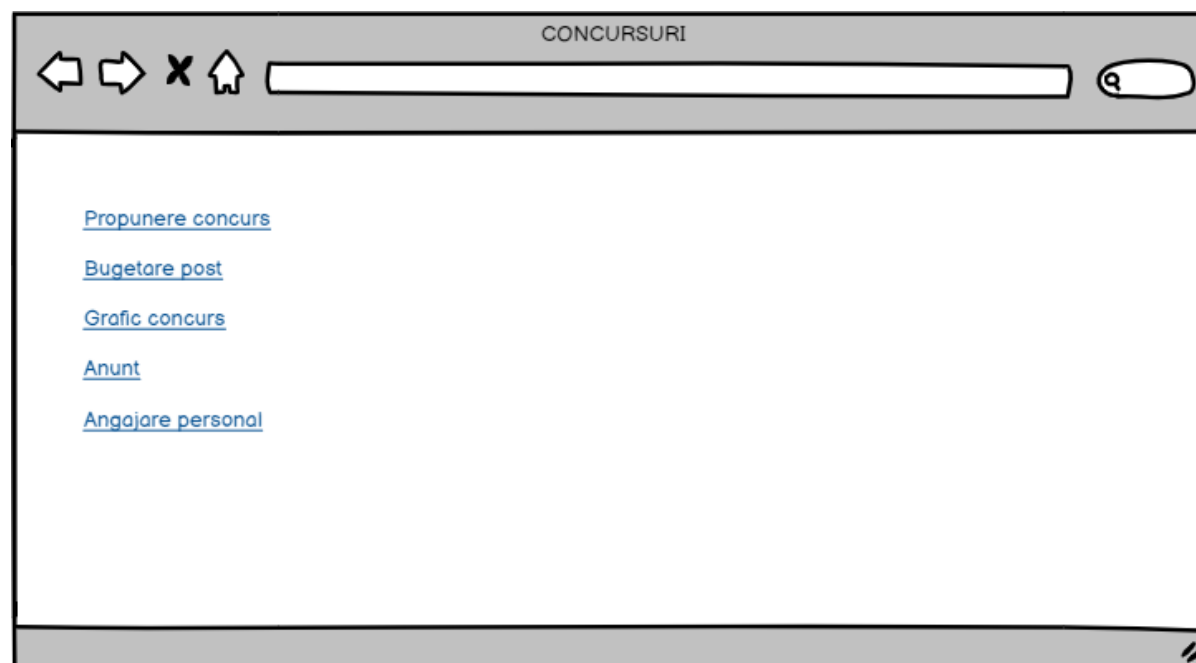 CONCURSURI
Propunere concurs
Bugetare post
Grafic concurs
Anunt
Angajare personal